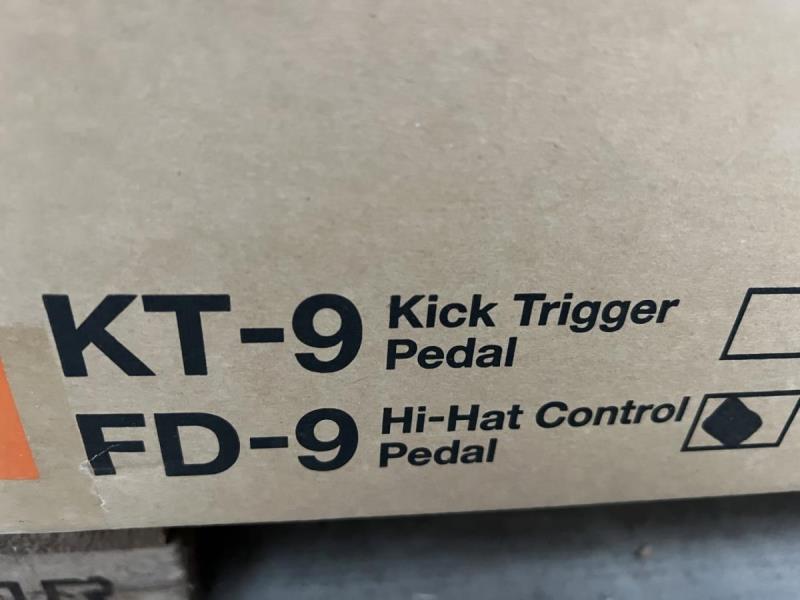 KT-9 Kick Trigger
Pedal
FD-9 Hi-Hat Control
Pedal